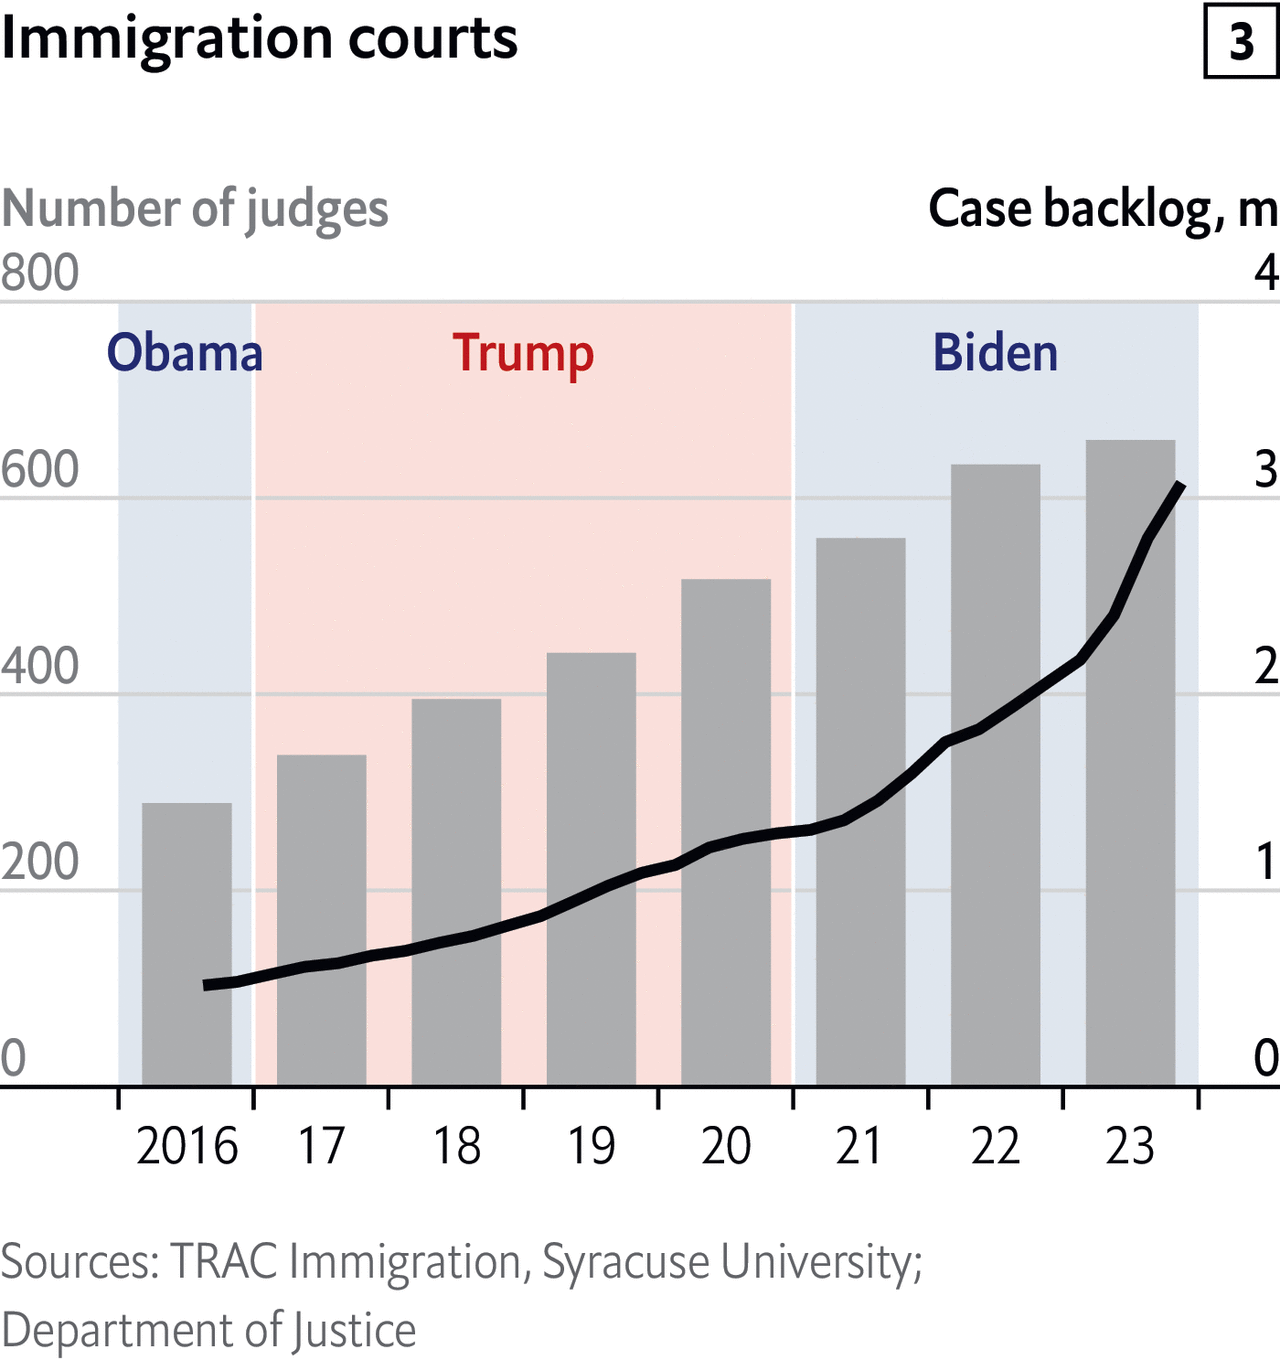 Immigration courts
3
Number of judges
Case backlog, m
800
4
Obama
Trump
Biden
600
3
400
2
200
1
0
0
2016
17
18
19
20
21
22
23
Sources: TRAC Immigration, Syracuse University;
Department of Justice